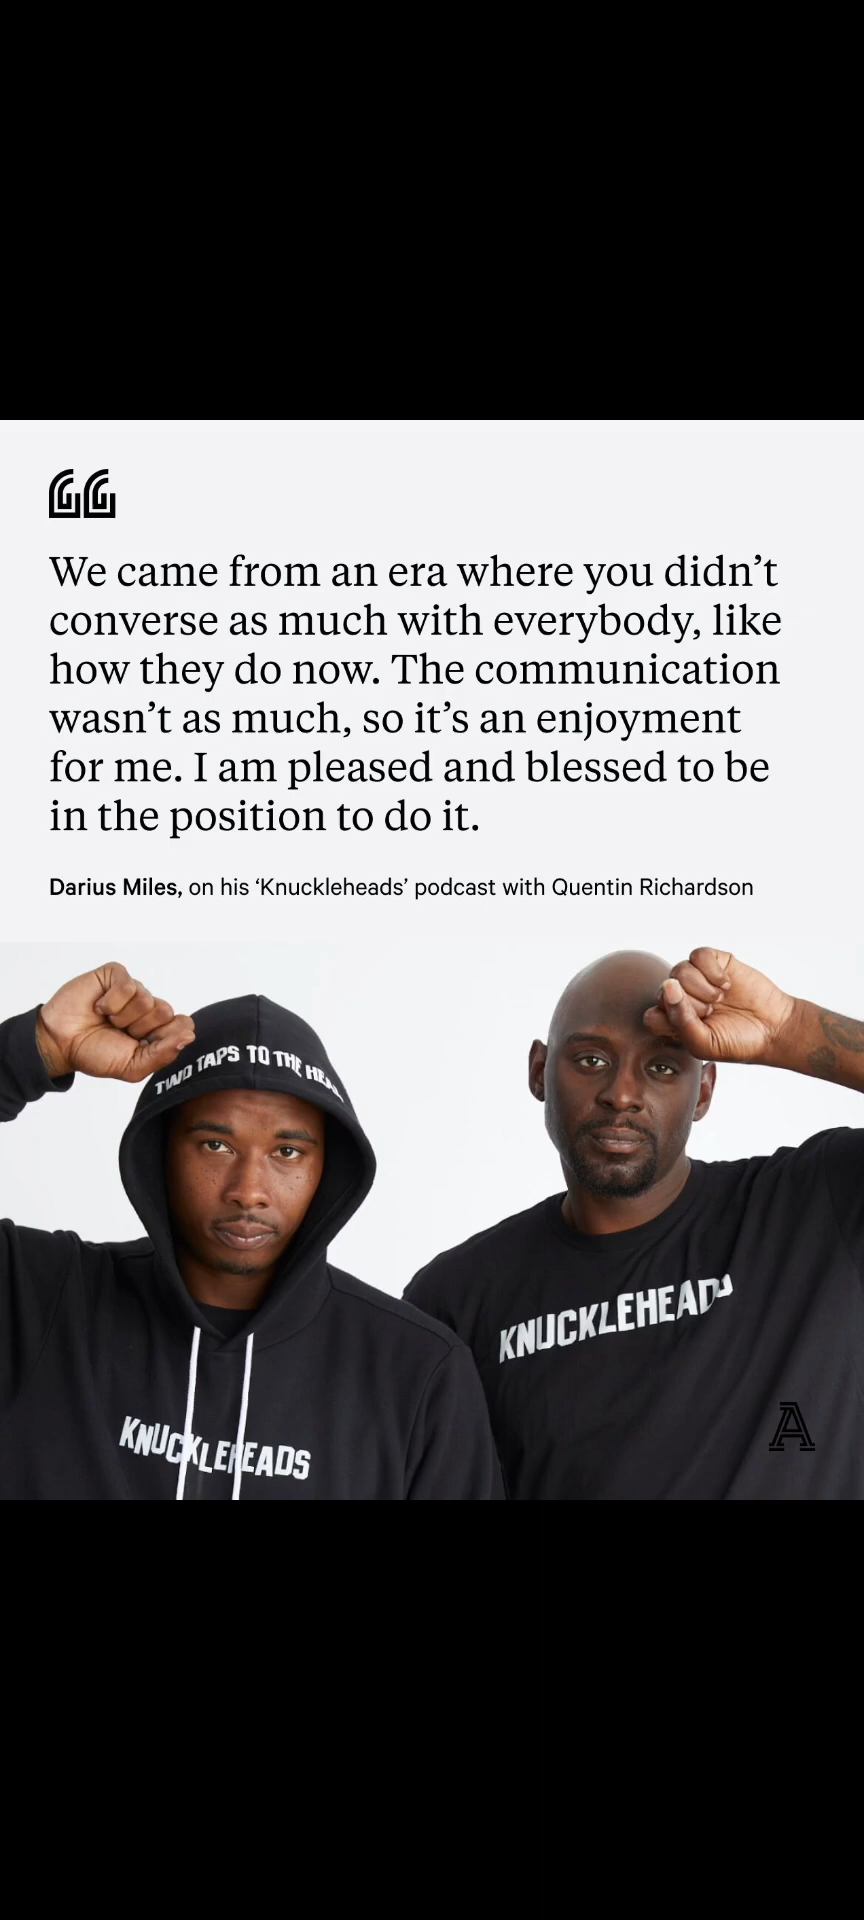 We came from an era where you didn’t
converse as much with everybody, like
how they do now. The communication
wasn’t as much, so it’s an enjoyment
for me. I am pleased and blessed to be
in the position to do it.
Darius Miles, on his ‘Knuckleheads’ podcast with Quentin Richardson
TWO TAPS TO THE HEA
KNUCKLEHEADS
KNUCKLEHEADS
A